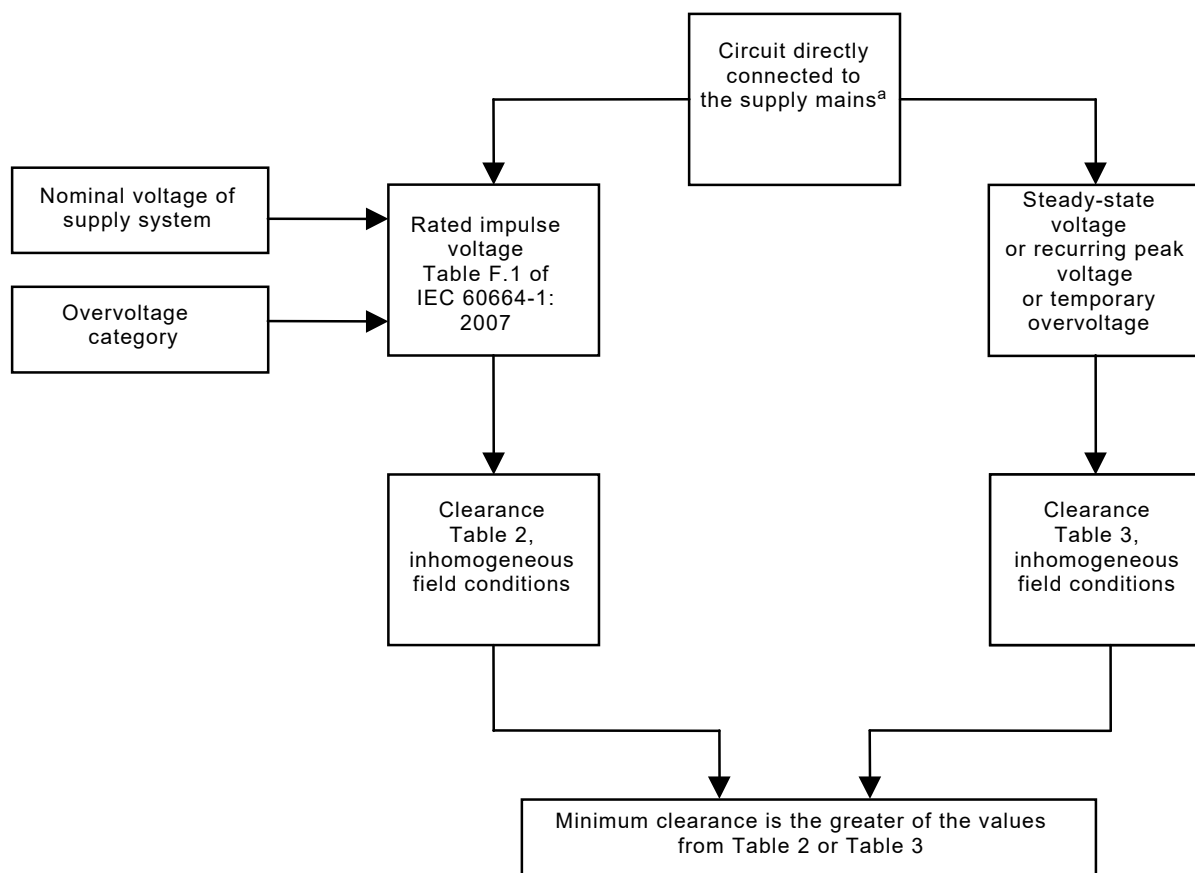 Circuit directly
connected to
the supply mainsᵃ
Nominal voltage of
supply system
Overvoltage
category
Rated impulse
voltage
Table F.1 of
IEC 60664-1:
2007
Steady-state
voltage
or recurring peak
voltage
or temporary
overvoltage
Clearance
Table 2,
inhomogeneous
field conditions
Clearance
Table 3,
inhomogeneous
field conditions
Minimum clearance is the greater of the values
from Table 2 or Table 3